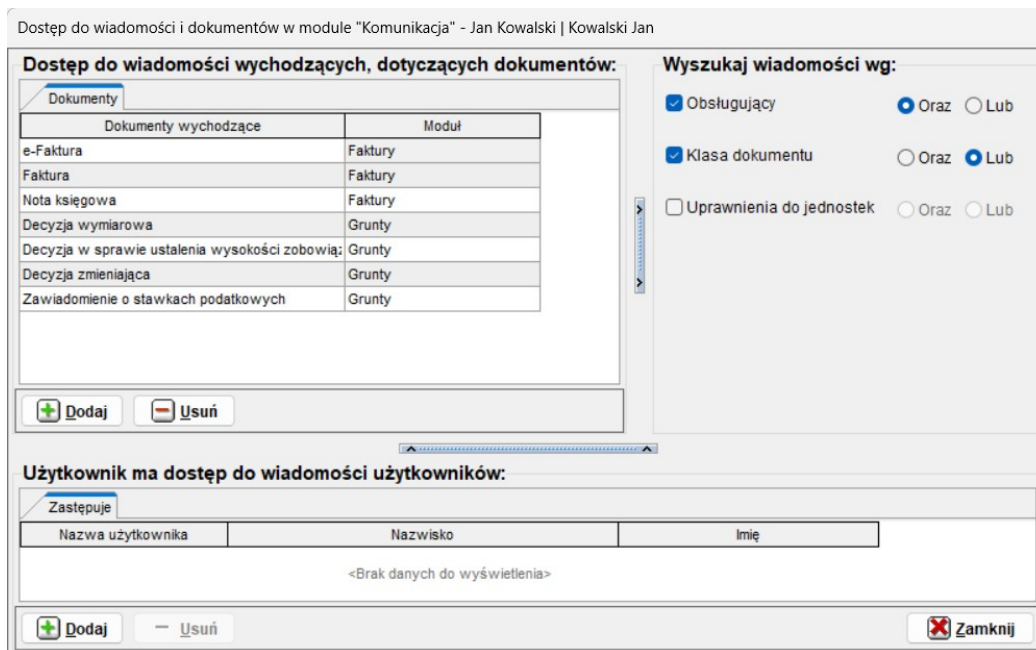 Dostęp do wiadomości i dokumentów w module "Komunikacja" - Jan Kowalski | Kowalski Jan
Dostęp do wiadomości wychodzących, dotyczących dokumentów:
Dokumenty
Dokumenty wychodzące Moduł
e-Faktura Faktury
Faktura Faktury
Nota księgowa Faktury
Decyzja wymiarowa Grunty
Decyzja w sprawie ustalenia wysokości zobowiąz Grunty
Decyzja zmieniająca Grunty
Zawiadomienie o stawkach podatkowych Grunty
Dodaj Usuń
Wyszukaj wiadomości wg:
Obsługujący Oraz Lub
Klasa dokumentu Oraz Lub
Uprawnienia do jednostek Oraz Lub
Użytkownik ma dostęp do wiadomości użytkowników:
Zastępuje
Nazwa użytkownika Nazwisko Imię
<Brak danych do wyświetlenia>
Dodaj Usuń Zamknij